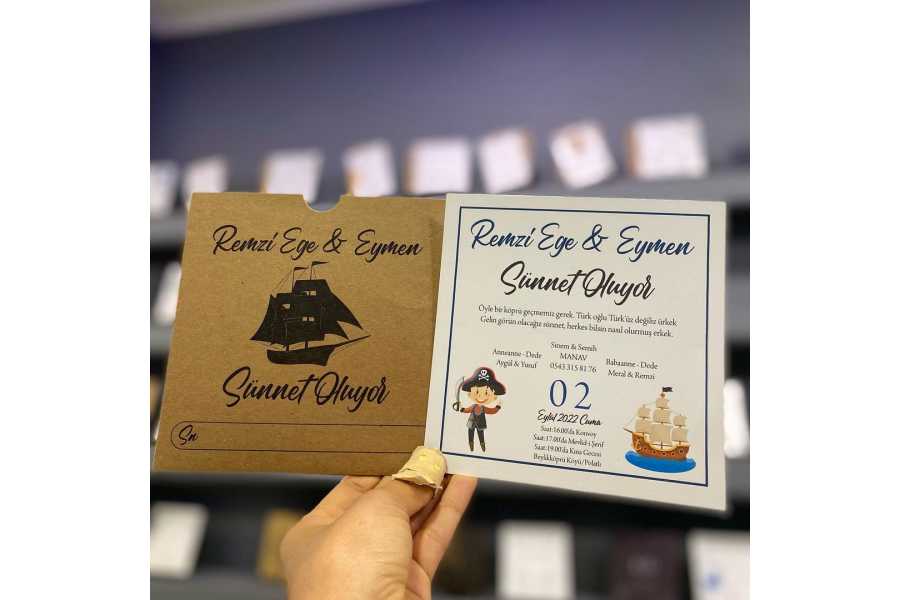 Remzi Ege & Eymen
Sünnet Oluyor
Sn
Remzi Ege & Eymen
Sünnet Oluyor
Öyle bir köprü geçmemiz gerek. Türk oğlu Türk'üz değiliz ürkek
Gelin görün olacağız sünnet, herkes bilsin nasıl olurmuş erkek.
Anneanne - Dede
Aygül & Yusuf
Sinem & Semih
MANAV
0543 315 81 76
Babaanne - Dede
Meral & Remzi
02
Eylül 2022 Cuma
Saat:16.00'da Konvoy
Saat:17.00'da Mevlid-i Şerif
Saat:19.00'da Kına Gecesi
Beylikköprü Köyü/Polatlı